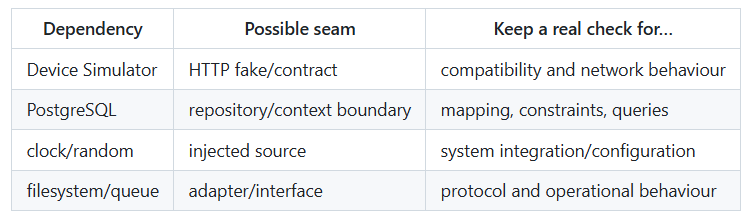 Dependency Possible seam Keep a real check for...
Device Simulator HTTP fake/contract compatibility and network behaviour
PostgreSQL repository/context boundary mapping, constraints, queries
clock/random injected source system integration/configuration
filesystem/queue adapter/interface protocol and operational behaviour